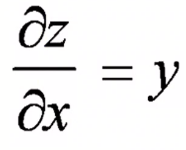 ∂z/∂x = y